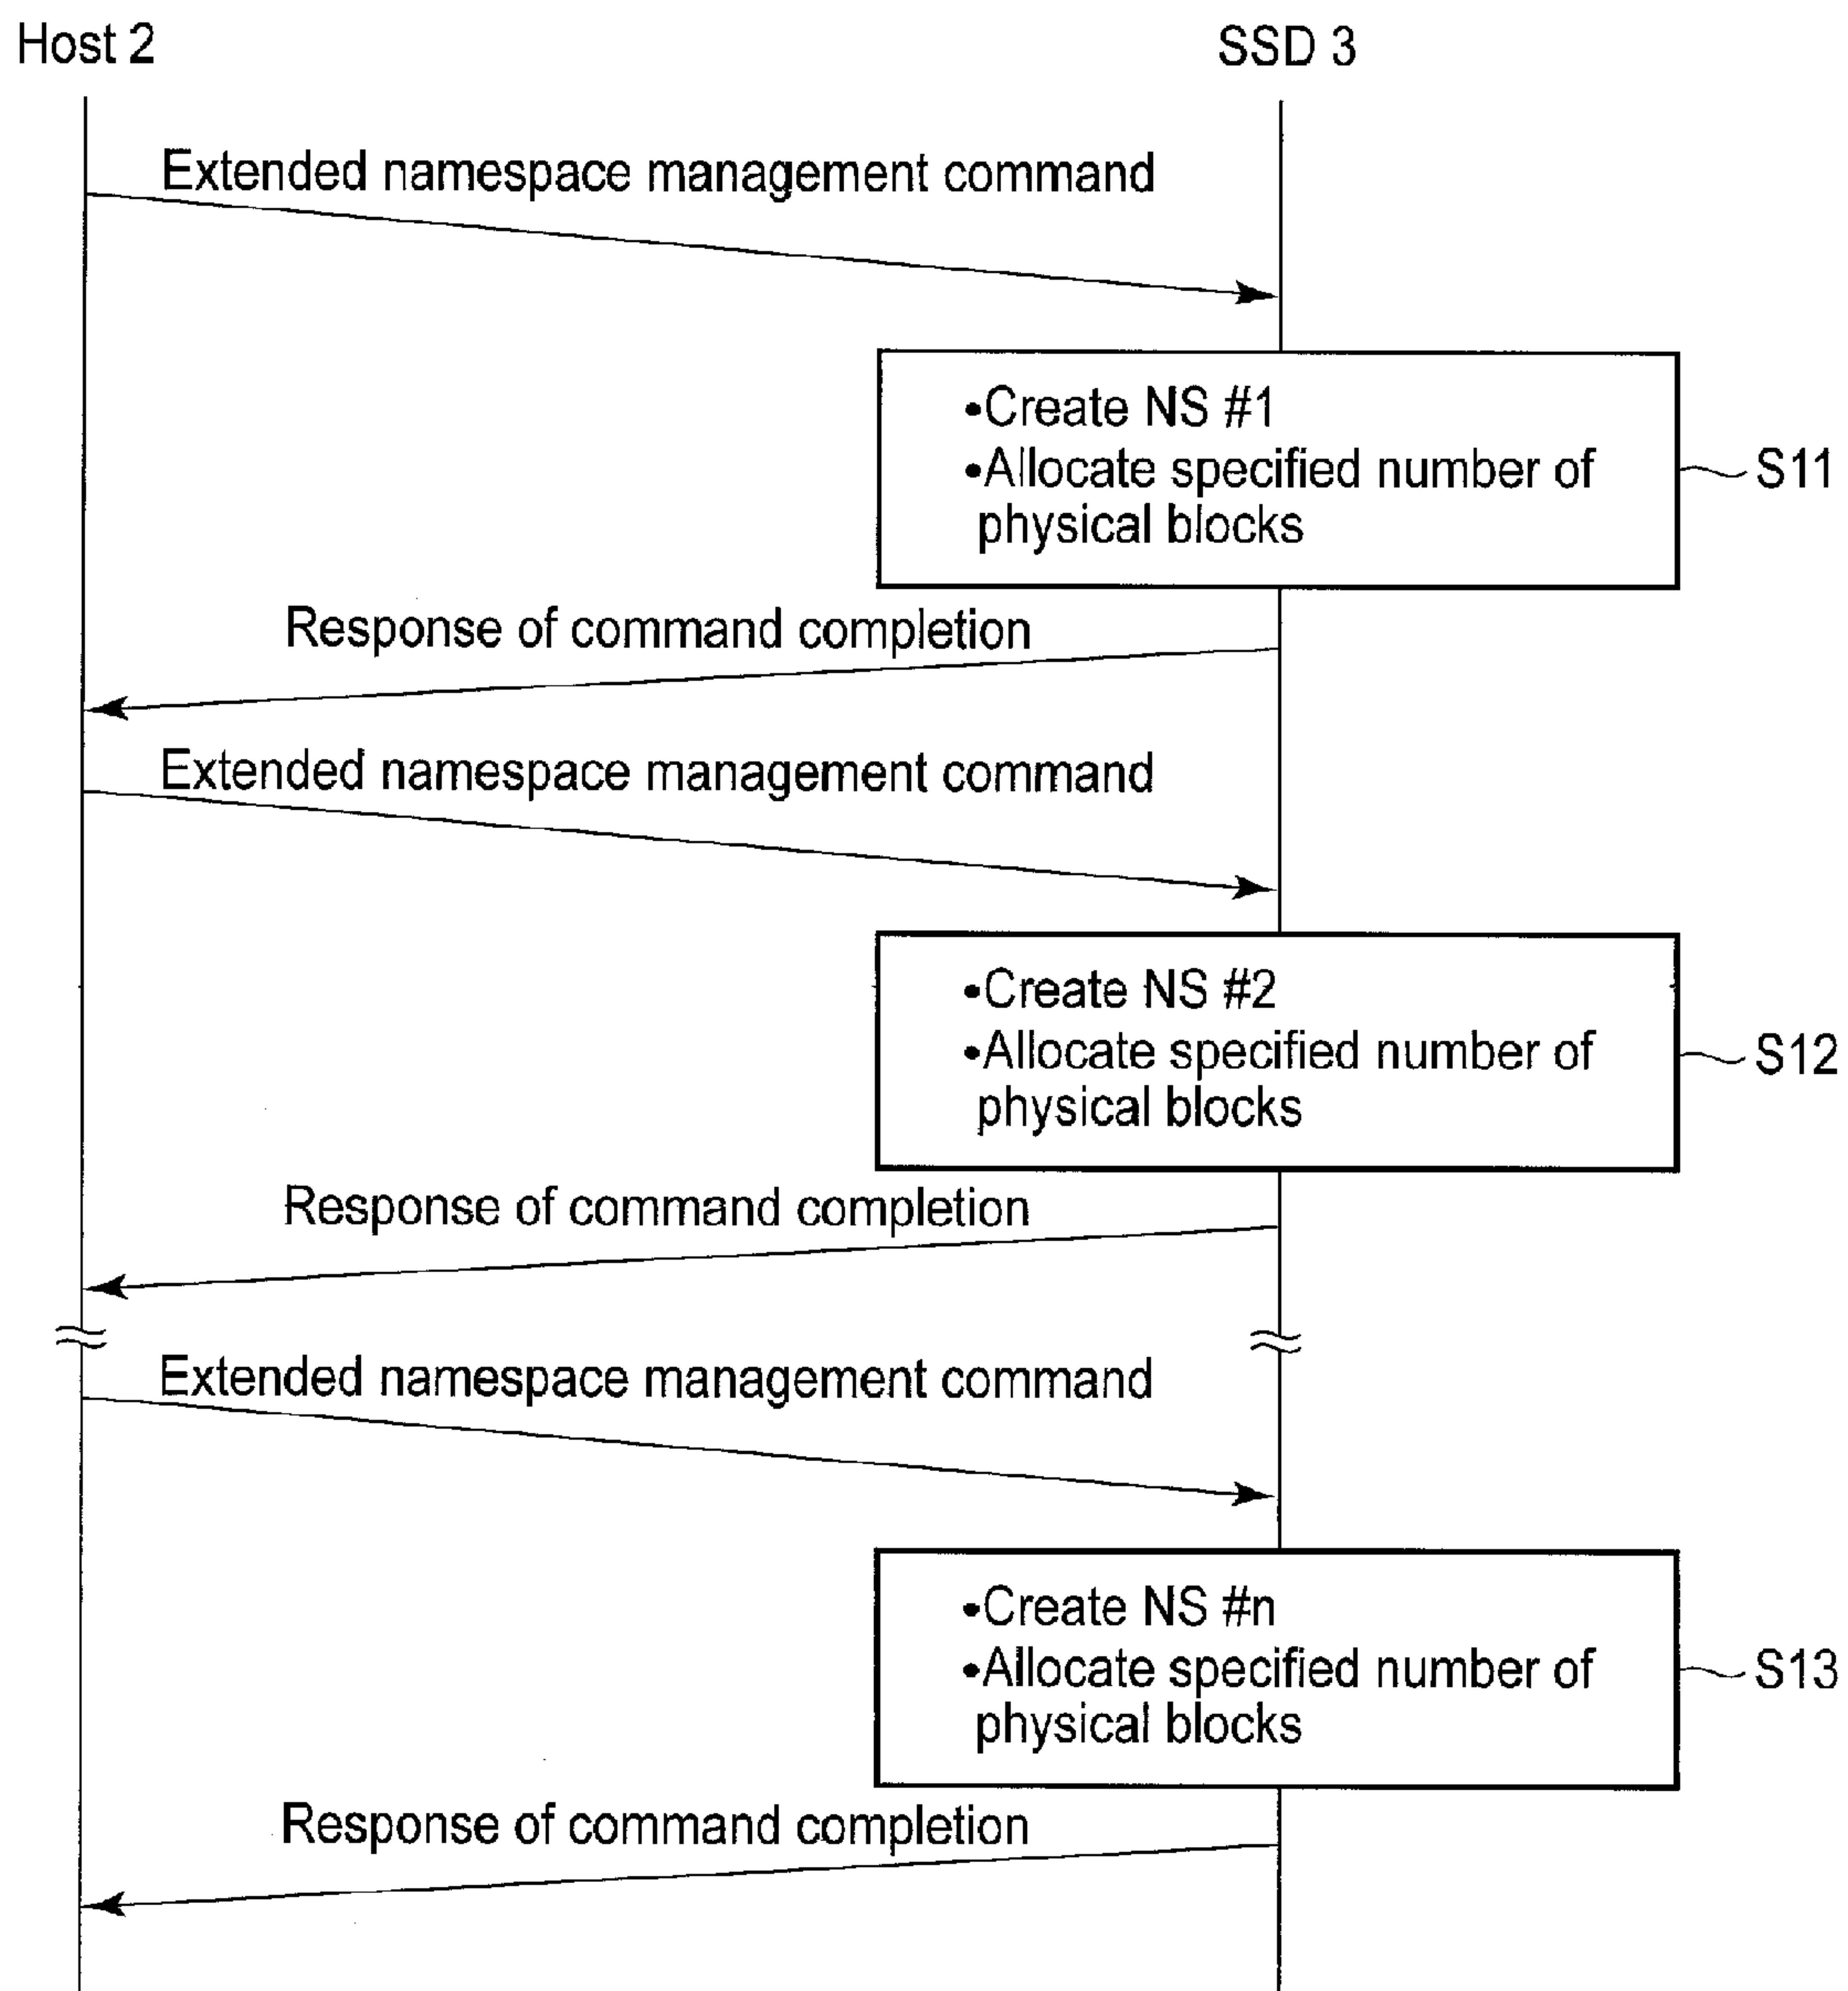 Host 2
SSD 3
Extended namespace management command
•Create NS #1
•Allocate specified number of
physical blocks
S11
Response of command completion
Extended namespace management command
•Create NS #2
•Allocate specified number of
physical blocks
S12
Response of command completion
Extended namespace management command
•Create NS #n
•Allocate specified number of
physical blocks
S13
Response of command completion